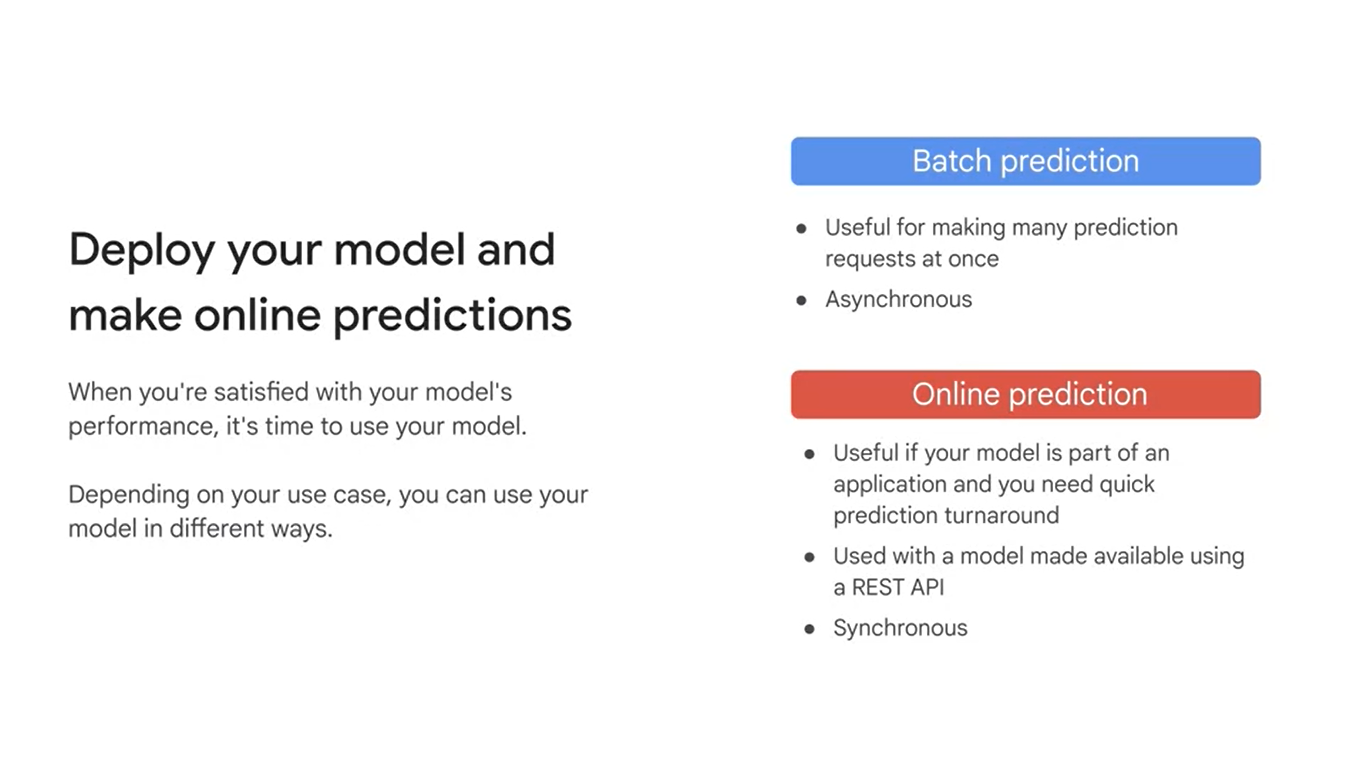 Deploy your model and
make online predictions
When you're satisfied with your model's
performance, it's time to use your model.
Depending on your use case, you can use your
model in different ways.
Batch prediction
● Useful for making many prediction
requests at once
● Asynchronous
Online prediction
● Useful if your model is part of an
application and you need quick
prediction turnaround
● Used with a model made available using
a REST API
● Synchronous